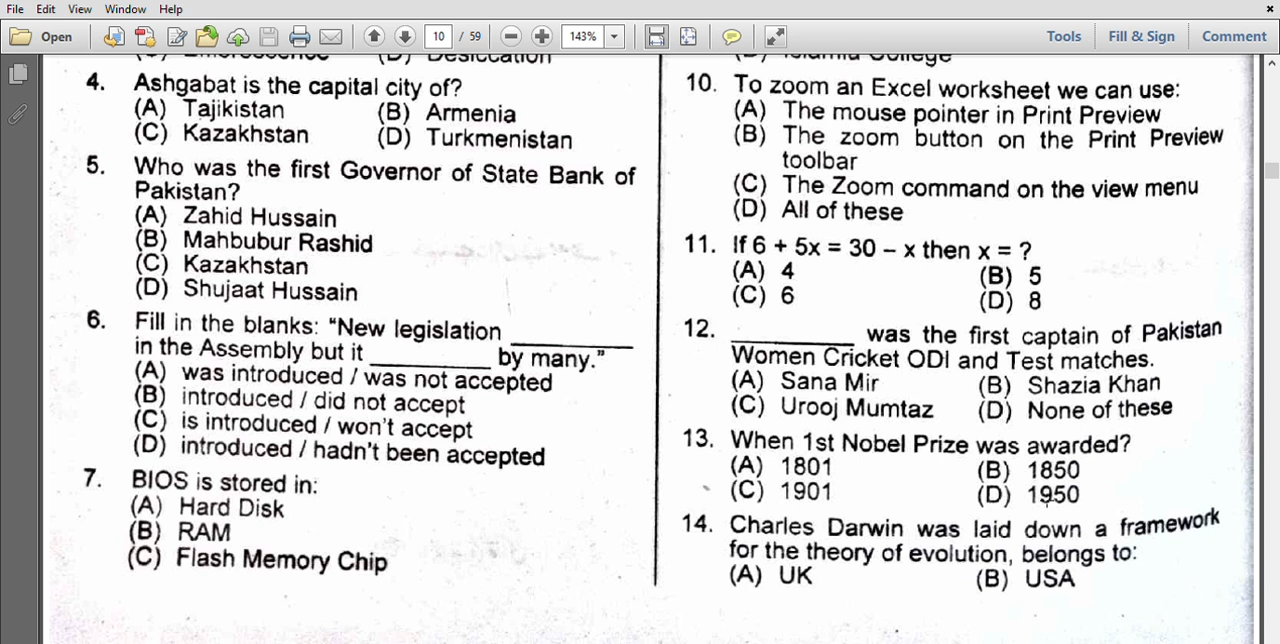 File Edit View Window Help
Open 10 / 59 143% Tools Fill & Sign Comment
4. Ashgabat is the capital city of?
(A) Tajikistan (B) Armenia
(C) Kazakhstan (D) Turkmenistan
5. Who was the first Governor of State Bank of
Pakistan?
(A) Zahid Hussain
(B) Mahbubur Rashid
(C) Kazakhstan
(D) Shujaat Hussain
6. Fill in the blanks: "New legislation ________
in the Assembly but it ________ by many."
(A) was introduced / was not accepted
(B) introduced / did not accept
(C) is introduced / won't accept
(D) introduced / hadn't been accepted
7. BIOS is stored in:
(A) Hard Disk
(B) RAM
(C) Flash Memory Chip
10. To zoom an Excel worksheet we can use:
(A) The mouse pointer in Print Preview
(B) The zoom button on the Print Preview
toolbar
(C) The Zoom command on the view menu
(D) All of these
11. If 6 + 5x = 30 – x then x = ?
(A) 4 (B) 5
(C) 6 (D) 8
12. ________ was the first captain of Pakistan
Women Cricket ODI and Test matches.
(A) Sana Mir (B) Shazia Khan
(C) Urooj Mumtaz (D) None of these
13. When 1st Nobel Prize was awarded?
(A) 1801 (B) 1850
(C) 1901 (D) 1950
14. Charles Darwin was laid down a framework
for the theory of evolution, belongs to:
(A) UK (B) USA